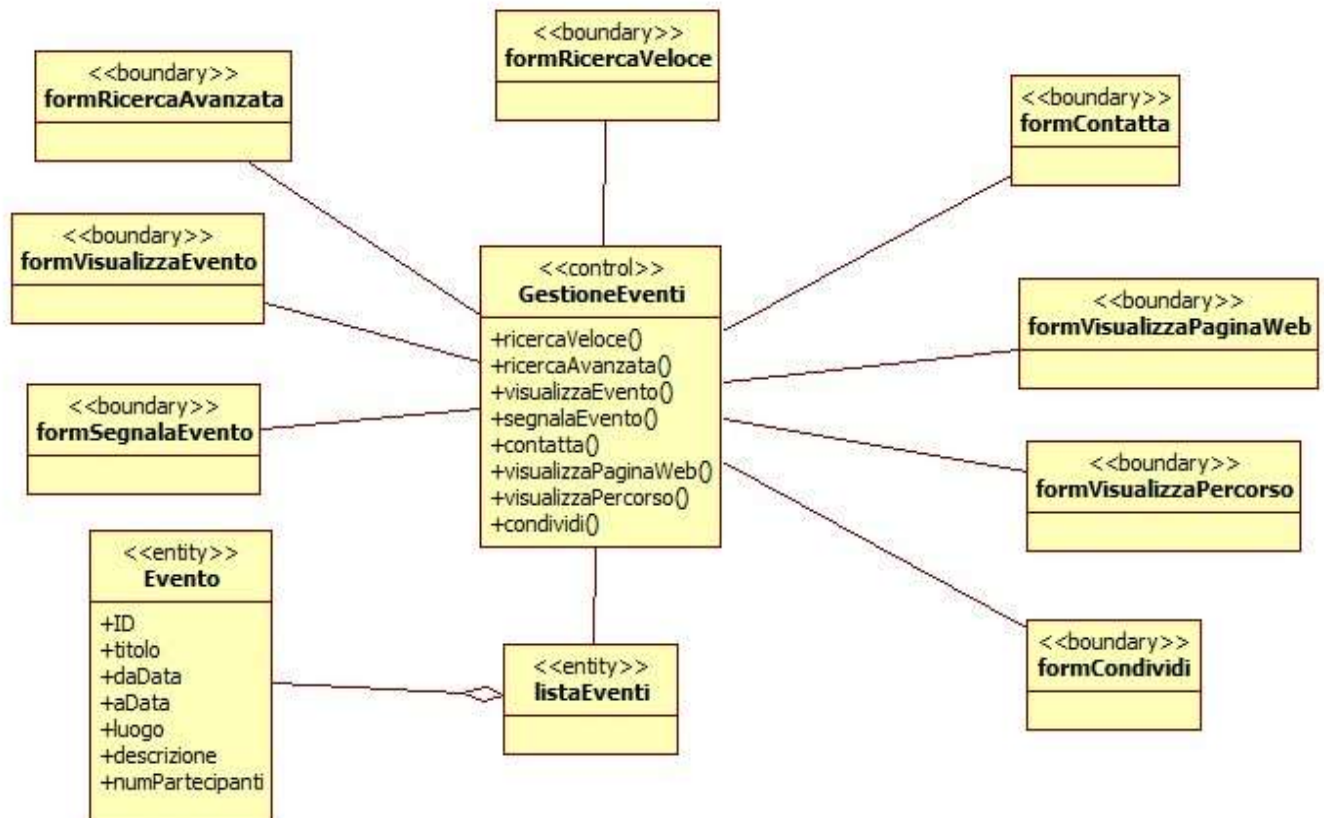 <<boundary>>
formRicercaVeloce
<<boundary>>
formRicercaAvanzata
<<boundary>>
formContatta
<<boundary>>
formVisualizzaEvento
<<control>>
GestioneEventi
+ricercaVeloce()
+ricercaAvanzata()
+visualizzaEvento()
+segnalaEvento()
+contatta()
+visualizzaPaginaWeb()
+visualizzaPercorso()
+condividi()
<<boundary>>
formVisualizzaPaginaWeb
<<boundary>>
formSegnalaEvento
<<boundary>>
formVisualizzaPercorso
<<entity>>
Evento
+ID
+titolo
+daData
+aData
+luogo
+descrizione
+numPartecipanti
<<entity>>
listaEventi
<<boundary>>
formCondividi